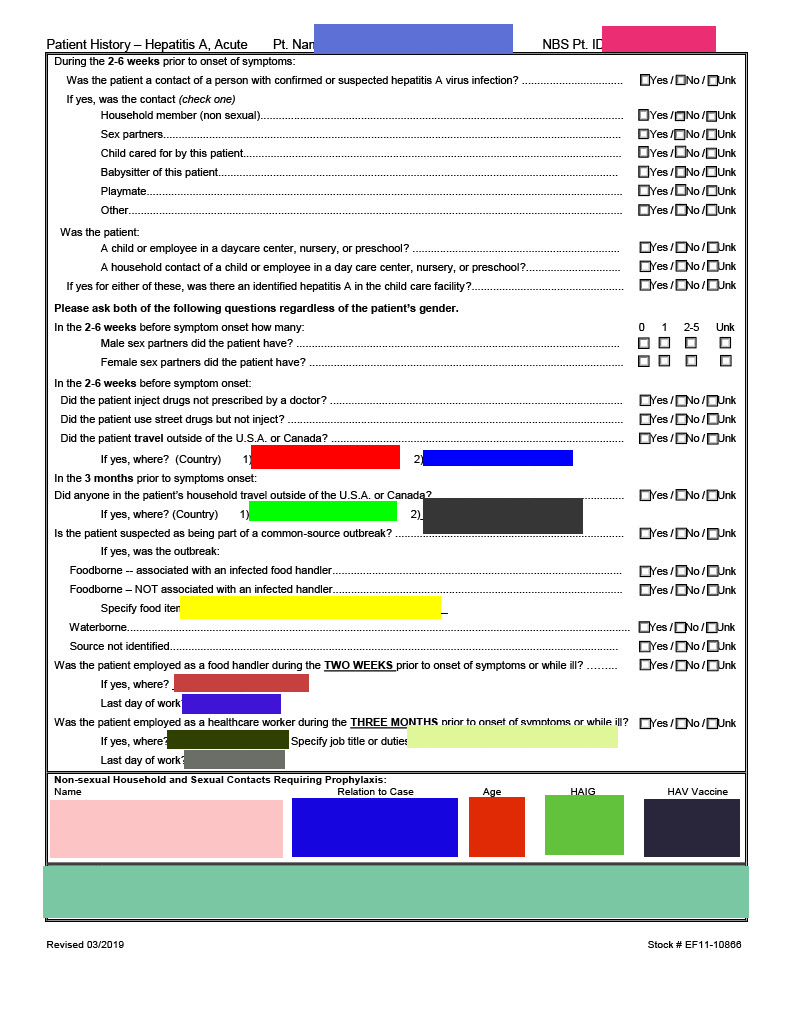 Patient History – Hepatitis A, Acute Pt. NBS Pt.
During the 2-6 weeks prior to onset of symptoms:
Was the patient a contact of a person with confirmed or suspected hepatitis A virus infection? Yes / No / Unk
If yes, was the contact (check one)
Household member (non sexual) Yes / No / Unk
Sex partners Yes / No / Unk
Child cared for by this patient Yes / No / Unk
Babysitter of this patient Yes / No / Unk
Playmate Yes / No / Unk
Other Yes / No / Unk
Was the patient:
A child or employee in a daycare center, nursery, or preschool? Yes / No / Unk
A household contact of a child or employee in a day care center, nursery, or preschool? Yes / No / Unk
If yes for either of these, was there an identified hepatitis A in the child care facility? Yes / No / Unk
Please ask both of the following questions regardless of the patient's gender.
In the 2-6 weeks before symptom onset how many: 0 1 2-5 Unk
Male sex partners did the patient have?
Female sex partners did the patient have?
In the 2-6 weeks before symptom onset:
Did the patient inject drugs not prescribed by a doctor? Yes / No / Unk
Did the patient use street drugs but not inject? Yes / No / Unk
Did the patient travel outside of the U.S.A. or Canada? Yes / No / Unk
If yes, where? (Country) 1) 2)
In the 3 months prior to symptoms onset:
Did anyone in the patient's household travel outside of the U.S.A. or Canada? Yes / No / Unk
If yes, where? (Country) 1) 2)
Is the patient suspected as being part of a common-source outbreak? Yes / No / Unk
If yes, was the outbreak:
Foodborne -- associated with an infected food handler Yes / No / Unk
Foodborne – NOT associated with an infected handler Yes / No / Unk
Specify food
Waterborne Yes / No / Unk
Source not identified Yes / No / Unk
Was the patient employed as a food handler during the TWO WEEKS prior to onset of symptoms or while ill? Yes / No / Unk
If yes, where?
Last day of work
Was the patient employed as a healthcare worker during the THREE MONTHS prior to onset of symptoms or while ill? Yes / No / Unk
If yes, where? Specify job title or duties
Last day of work?
Non-sexual Household and Sexual Contacts Requiring Prophylaxis:
Name Relation to Case Age HAIG HAV Vaccine
Revised 03/2019 Stock # EF11-10866